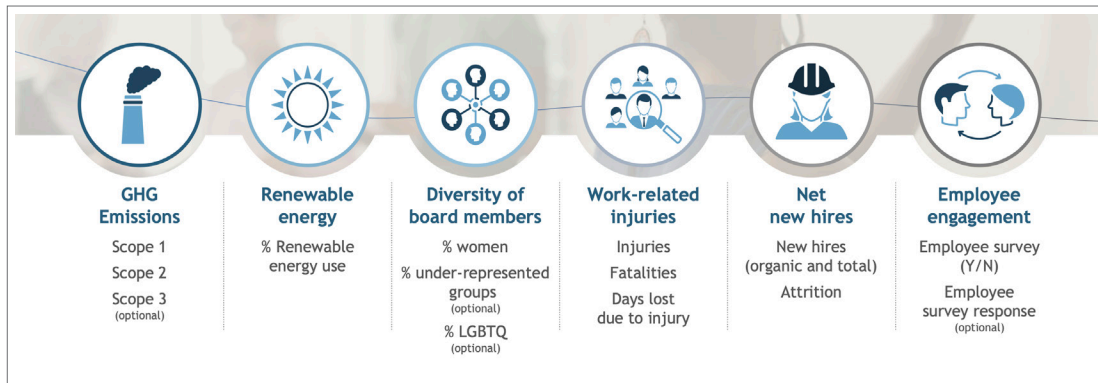 GHG
Emissions
Scope 1
Scope 2
Scope 3
(optional)
Renewable
energy
% Renewable
energy use
Diversity of
board members
% women
% under-represented
groups
(optional)
% LGBTQ
(optional)
Work-related
injuries
Injuries
Fatalities
Days lost
due to injury
Net
new hires
New hires
(organic and total)
Attrition
Employee
engagement
Employee survey
(Y/N)
Employee
survey response
(optional)